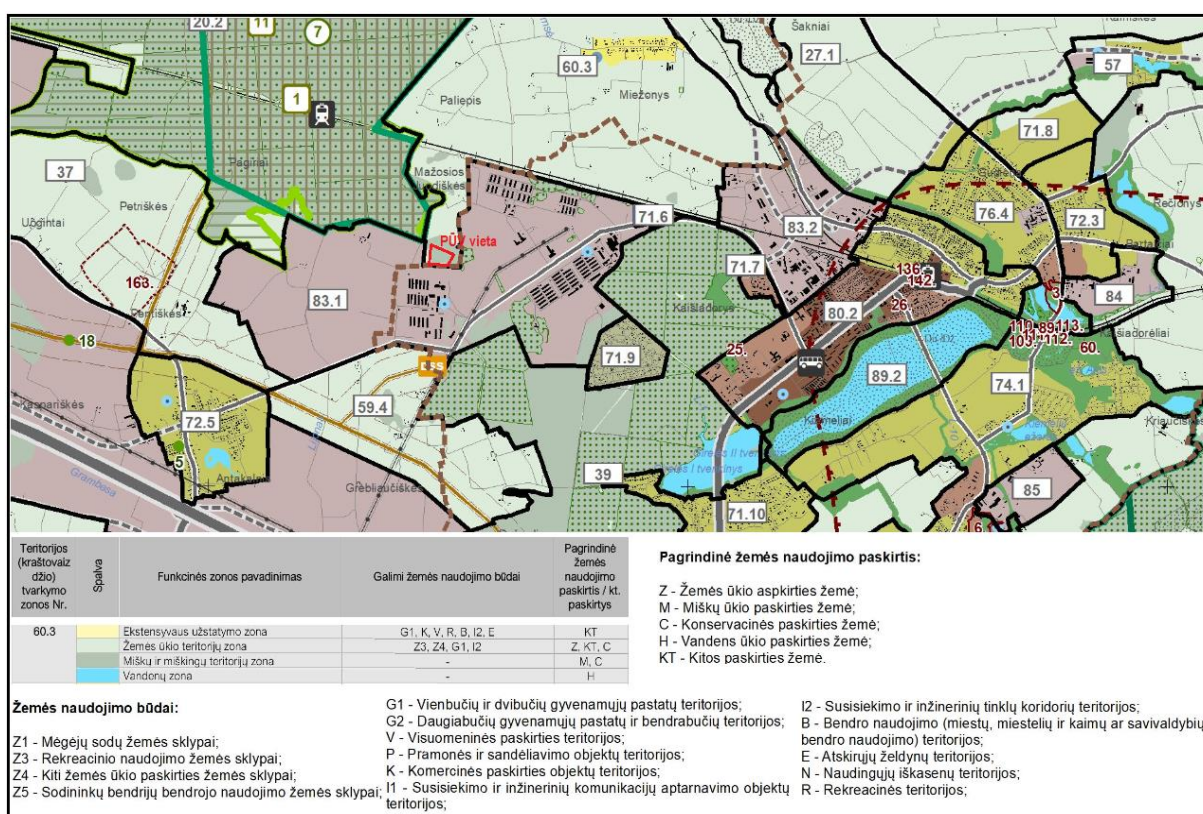 20.2
11
7
Šakniai
27.1
60.3
57
1
Paliepis
Miežonys
71.8
37
Petriškės
Paginiai
Mažosios
71.6
83.2
76.4
72.3
Rečionys
Užgintai
PŪV vieta
163.
71.7
136.
142.
84
Pentiškės
83.1
80.2
26.
3.
18
Kaišiadorys
25.
60.
71.9
89.2
74.1
Kaspariškės
72.5
59.4
Kiemeliai
5
Antakalnis
39
Grebliaučiškės
85
71.10
6.
Teritorijos
(kraštovaiz
džio)
tvarkymo
zonos Nr.
Spalva
Funkcinės zonos pavadinimas
Galimi žemės naudojimo būdai
Pagrindinė
žemės
naudojimo
paskirtis / kt.
paskirtys
60.3
Ekstensyvaus užstatymo zona
G1, K, V, R, B, I2, E
KT
Žemės ūkio teritorijų zona
Z3, Z4, G1, I2
Z, KT, C
Miškų ir miškingų teritorijų zona
-
M, C
Vandenų zona
-
H
Pagrindinė žemės naudojimo paskirtis:
Z - Žemės ūkio aspkirties žemė;
M - Miškų ūkio paskirties žemė;
C - Konservacinės paskirties žemė;
H - Vandens ūkio paskirties žemė;
KT - Kitos paskirties žemė.
Žemės naudojimo būdai:
Z1 - Mėgėjų sodų žemės sklypai;
Z3 - Rekreacinio naudojimo žemės sklypai;
Z4 - Kiti žemės ūkio paskirties žemės sklypai;
Z5 - Sodininkų bendrijų bendrojo naudojimo žemės sklypai;
G1 - Vienbučių ir dvibučių gyvenamųjų pastatų teritorijos;
G2 - Daugiabučių gyvenamųjų pastatų ir bendrabučių teritorijos;
V - Visuomeninės paskirties teritorijos;
P - Pramonės ir sandėliavimo objektų teritorijos;
K - Komercinės paskirties objektų teritorijos;
I1 - Susisiekimo ir inžinerinių komunikacijų aptarnavimo objektų
teritorijos;
I2 - Susisiekimo ir inžinerinių tinklų koridorių teritorijos;
B - Bendro naudojimo (miestų, miestelių ir kaimų ar savivaldybių
bendro naudojimo) teritorijos;
E - Atskirųjų želdynų teritorijos;
N - Naudingųjų iškasenų teritorijos;
R - Rekreacinės teritorijos;